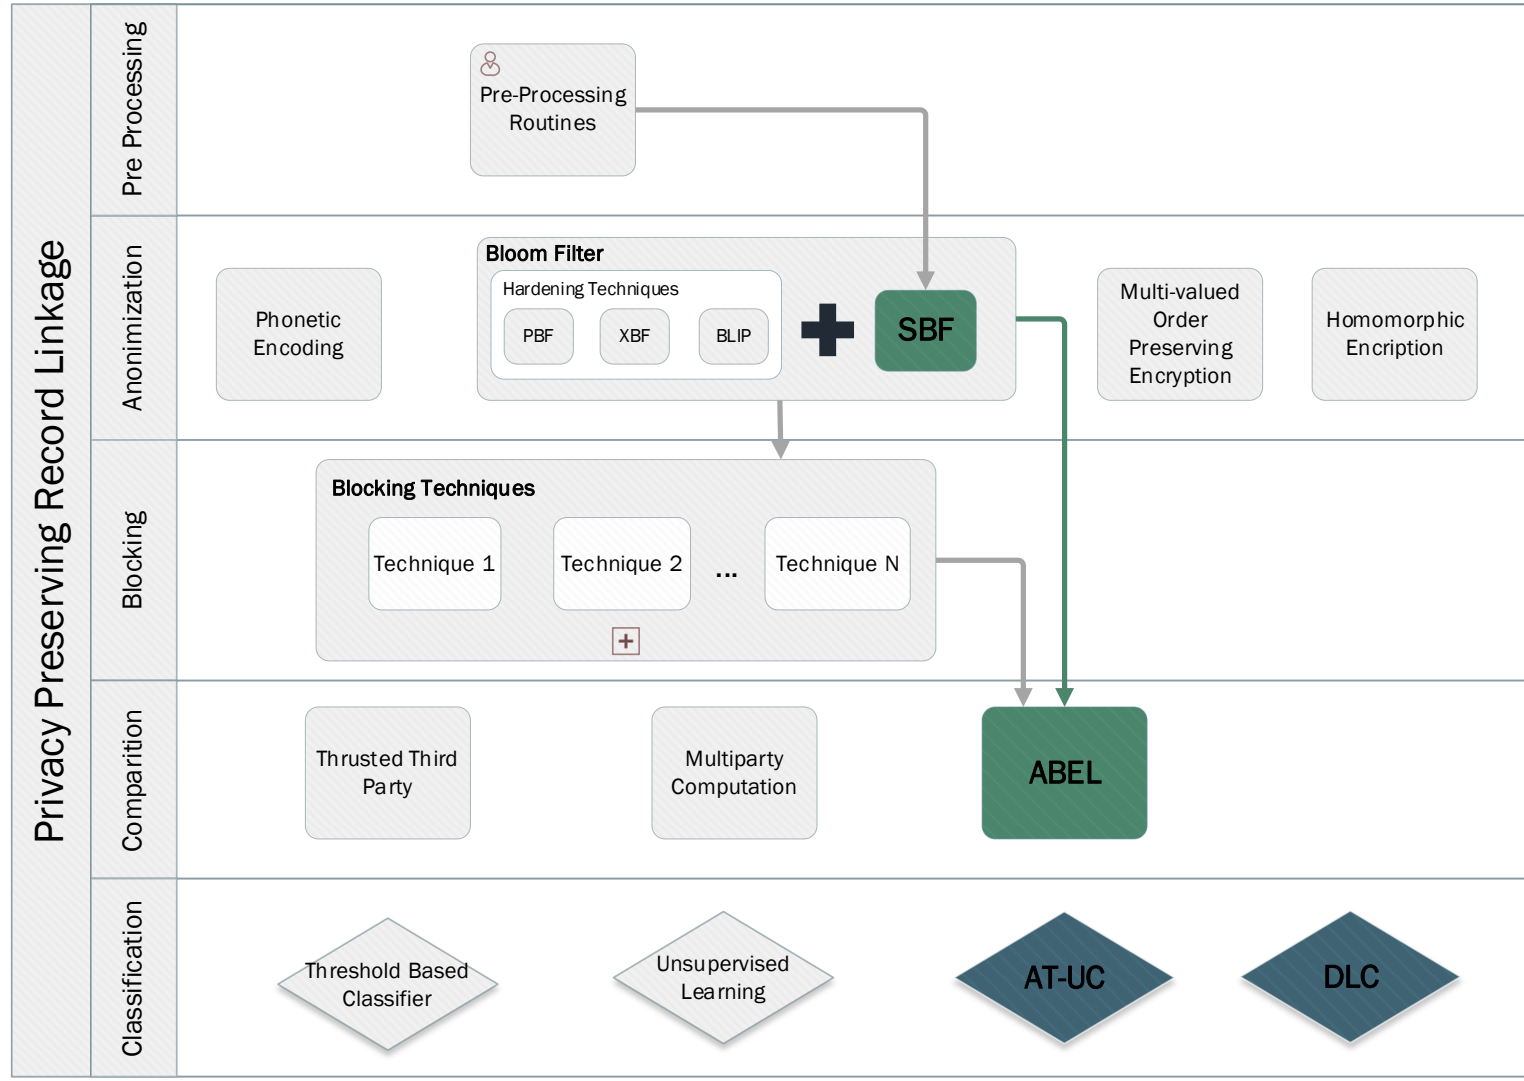 Privacy Preserving Record Linkage
Pre Processing
Pre-Processing
Routines
Anonimization
Phonetic
Encoding
Bloom Filter
Hardening Techniques
PBF
XBF
BLIP
SBF
Multi-valued
Order
Preserving
Encryption
Homomorphic
Encription
Blocking
Blocking Techniques
Technique 1
Technique 2
...
Technique N
Comparition
Thrusted Third
Party
Multiparty
Computation
ABEL
Classification
Threshold Based
Classifier
Unsupervised
Learning
AT-UC
DLC